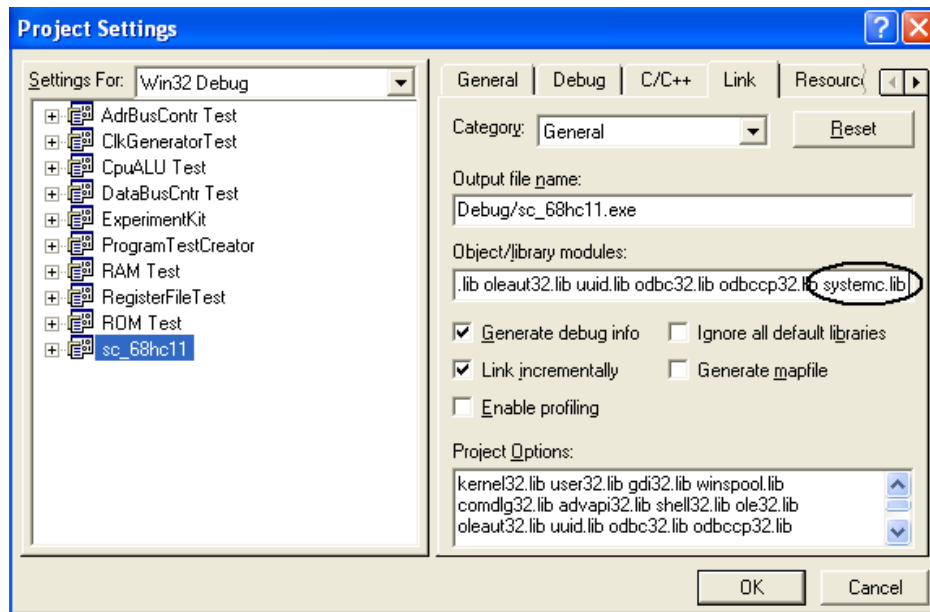 Project Settings
Settings For: Win32 Debug
AdrBusContr Test
ClkGeneratorTest
CpuALU Test
DataBusCntr Test
ExperimentKit
ProgramTestCreator
RAM Test
RegisterFileTest
ROM Test
sc_68hc11
General Debug C/C++ Link Resourc
Category: General Reset
Output file name:
Debug/sc_68hc11.exe
Object/library modules:
.lib oleaut32.lib uuid.lib odbc32.lib odbccp32.lib systemc.lib
Generate debug info Ignore all default libraries
Link incrementally Generate mapfile
Enable profiling
Project Options:
kernel32.lib user32.lib gdi32.lib winspool.lib
comdlg32.lib advapi32.lib shell32.lib ole32.lib
oleaut32.lib uuid.lib odbc32.lib odbccp32.lib
OK Cancel